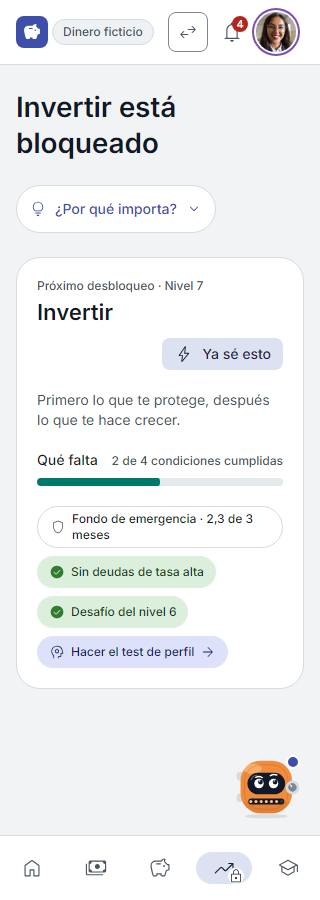 Dinero ficticio
4
Invertir está
bloqueado
¿Por qué importa?
Próximo desbloqueo · Nivel 7
Invertir
Ya sé esto
Primero lo que te protege, después
lo que te hace crecer.
Qué falta 2 de 4 condiciones cumplidas
Fondo de emergencia · 2,3 de 3
meses
Sin deudas de tasa alta
Desafío del nivel 6
Hacer el test de perfil